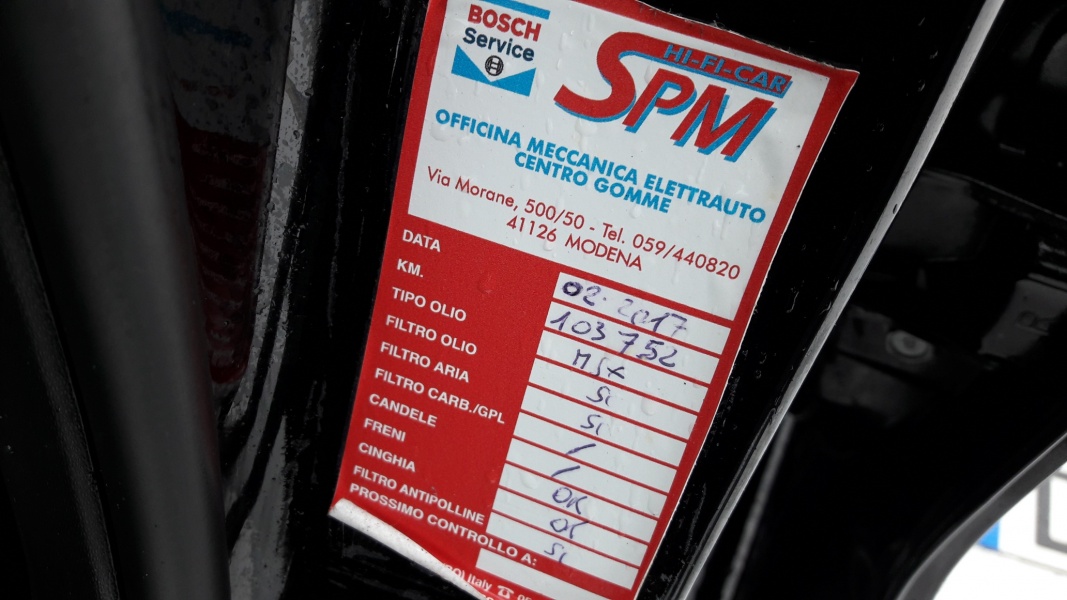 BOSCH
Service
HI-FI-CAR
SPM
OFFICINA MECCANICA ELETTRAUTO
CENTRO GOMME
Via Morane, 500/50 - Tel. 059/440820
41126 MODENA
DATA 02.2017
KM. 103752
TIPO OLIO MSX
FILTRO OLIO Si
FILTRO ARIA Si
FILTRO CARB./GPL /
CANDELE /
FRENI OK
CINGHIA OK
FILTRO ANTIPOLLINE Si
PROSSIMO CONTROLLO A:
Italy ☎